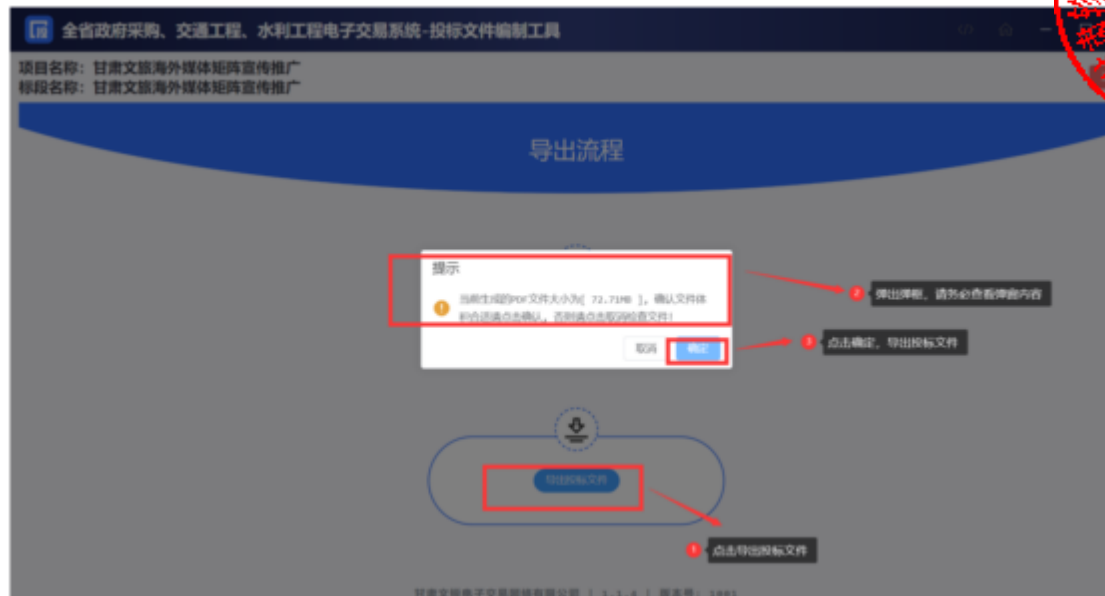 全省政府采购、交通工程、水利工程电子交易系统-投标文件编制工具
项目名称：甘肃文旅海外媒体矩阵宣传推广
标段名称：甘肃文旅海外媒体矩阵宣传推广
导出流程
提示
当前生成的PDF文件大小为[ 72.71MB ]，确认文件体
积合适请点击确认，否则请点击取消检查文件！
取消 确定
2 弹出弹框，请务必查看弹窗内容
3 点击确定，导出投标文件
导出投标文件
1 点击导出投标文件